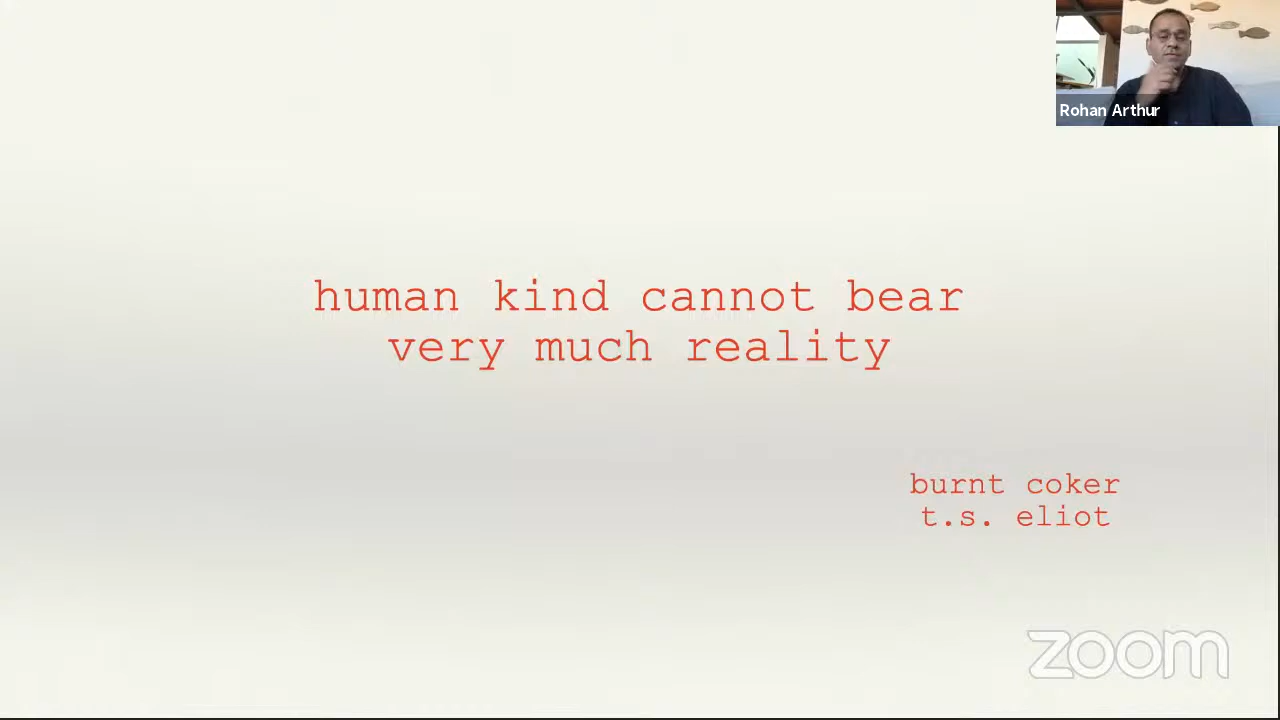 Rohan Arthur
human kind cannot bear
very much reality
burnt coker
t.s. eliot
zoom